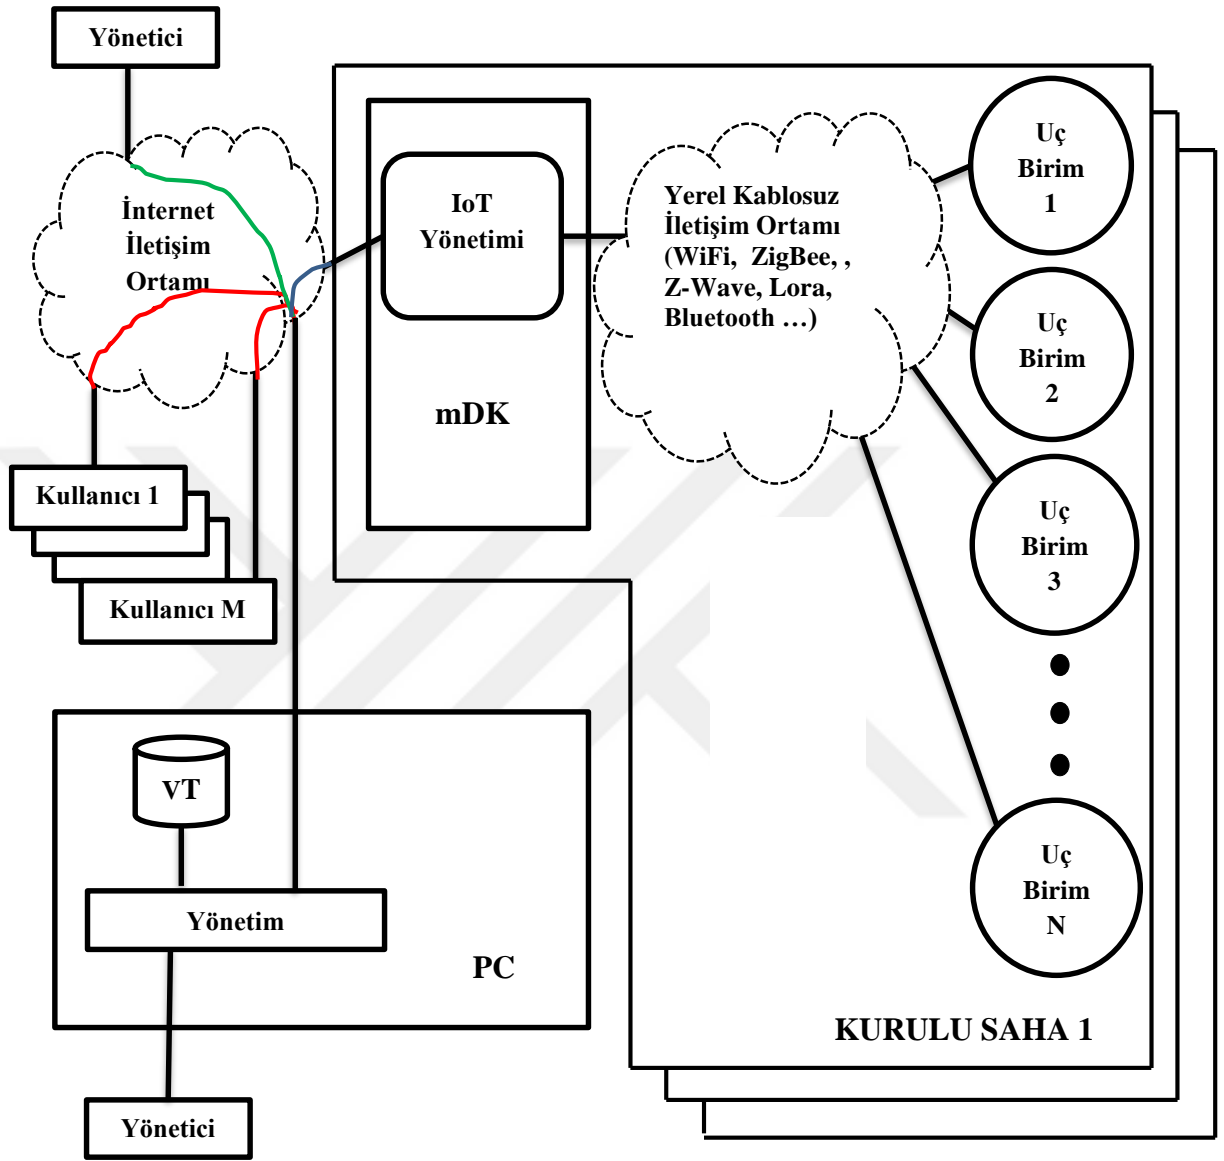 Yönetici
İnternet
İletişim
Ortamı
IoT
Yönetimi
mDK
Yerel Kablosuz
İletişim Ortamı
(WiFi, ZigBee, ,
Z-Wave, Lora,
Bluetooth …)
Uç
Birim
1
Uç
Birim
2
Uç
Birim
3
Uç
Birim
N
KURULU SAHA 1
Kullanıcı 1
Kullanıcı M
VT
Yönetim
PC
Yönetici